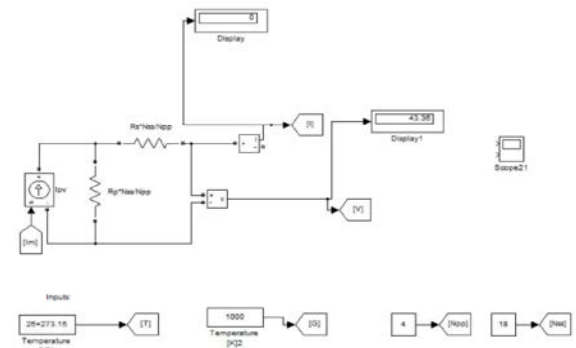 0
Display
Rs*Nss/Npp
[I]
43.36
Display1
Scope21
Ipv
Rp*Nss/Npp
[V]
[Im]
Inputs:
25+273.15
[T]
1000
[G]
4
[Npp]
18
[Nss]
Temperature
Temperature
[K]2